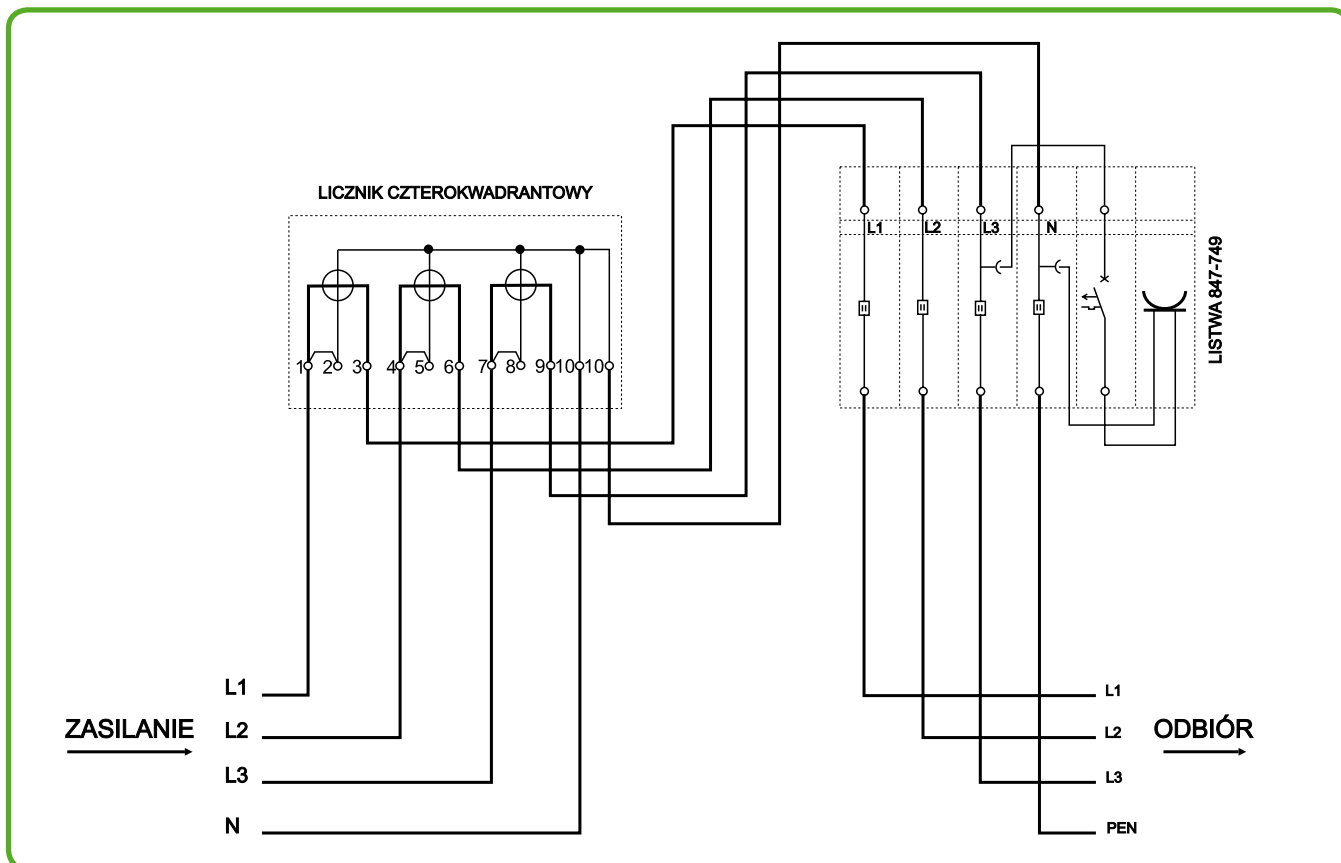 LICZNIK CZTEROKWADRANTOWY
L1 L2 L3 N
LISTWA 847-749
1 2 3 4 5 6 7 8 9 10 10
L1
ZASILANIE
L2
L3
N
L1
L2
ODBIÓR
L3
PEN